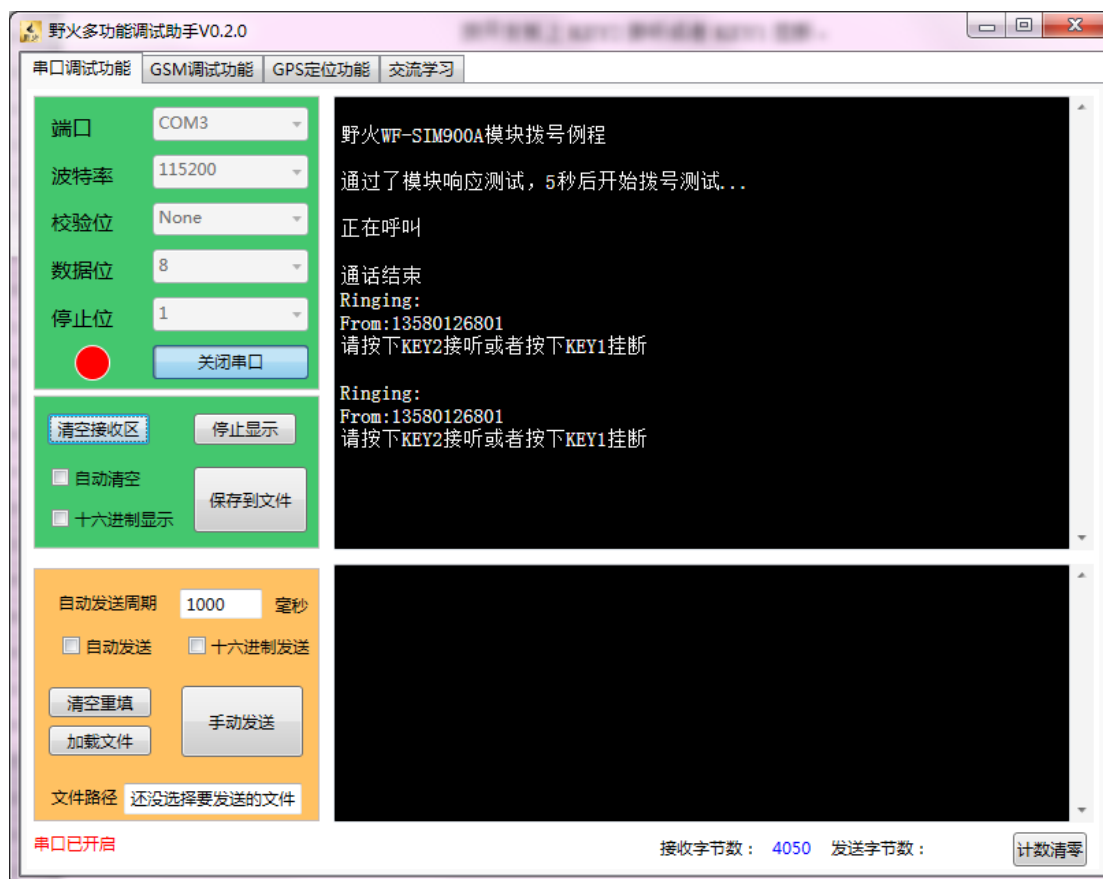 野火多功能调试助手V0.2.0
串口调试功能 GSM调试功能 GPS定位功能 交流学习
端口 COM3
波特率 115200
校验位 None
数据位 8
停止位 1
关闭串口
清空接收区 停止显示
自动清空
保存到文件
十六进制显示
野火WF-SIM900A模块拨号例程
通过了模块响应测试，5秒后开始拨号测试...
正在呼叫
通话结束
Ringing:
From:13580126801
请按下KEY2接听或者按下KEY1挂断
Ringing:
From:13580126801
请按下KEY2接听或者按下KEY1挂断
自动发送周期 1000 毫秒
自动发送 十六进制发送
清空重填
手动发送
加载文件
文件路径 还没选择要发送的文件
串口已开启
接收字节数： 4050 发送字节数：
计数清零